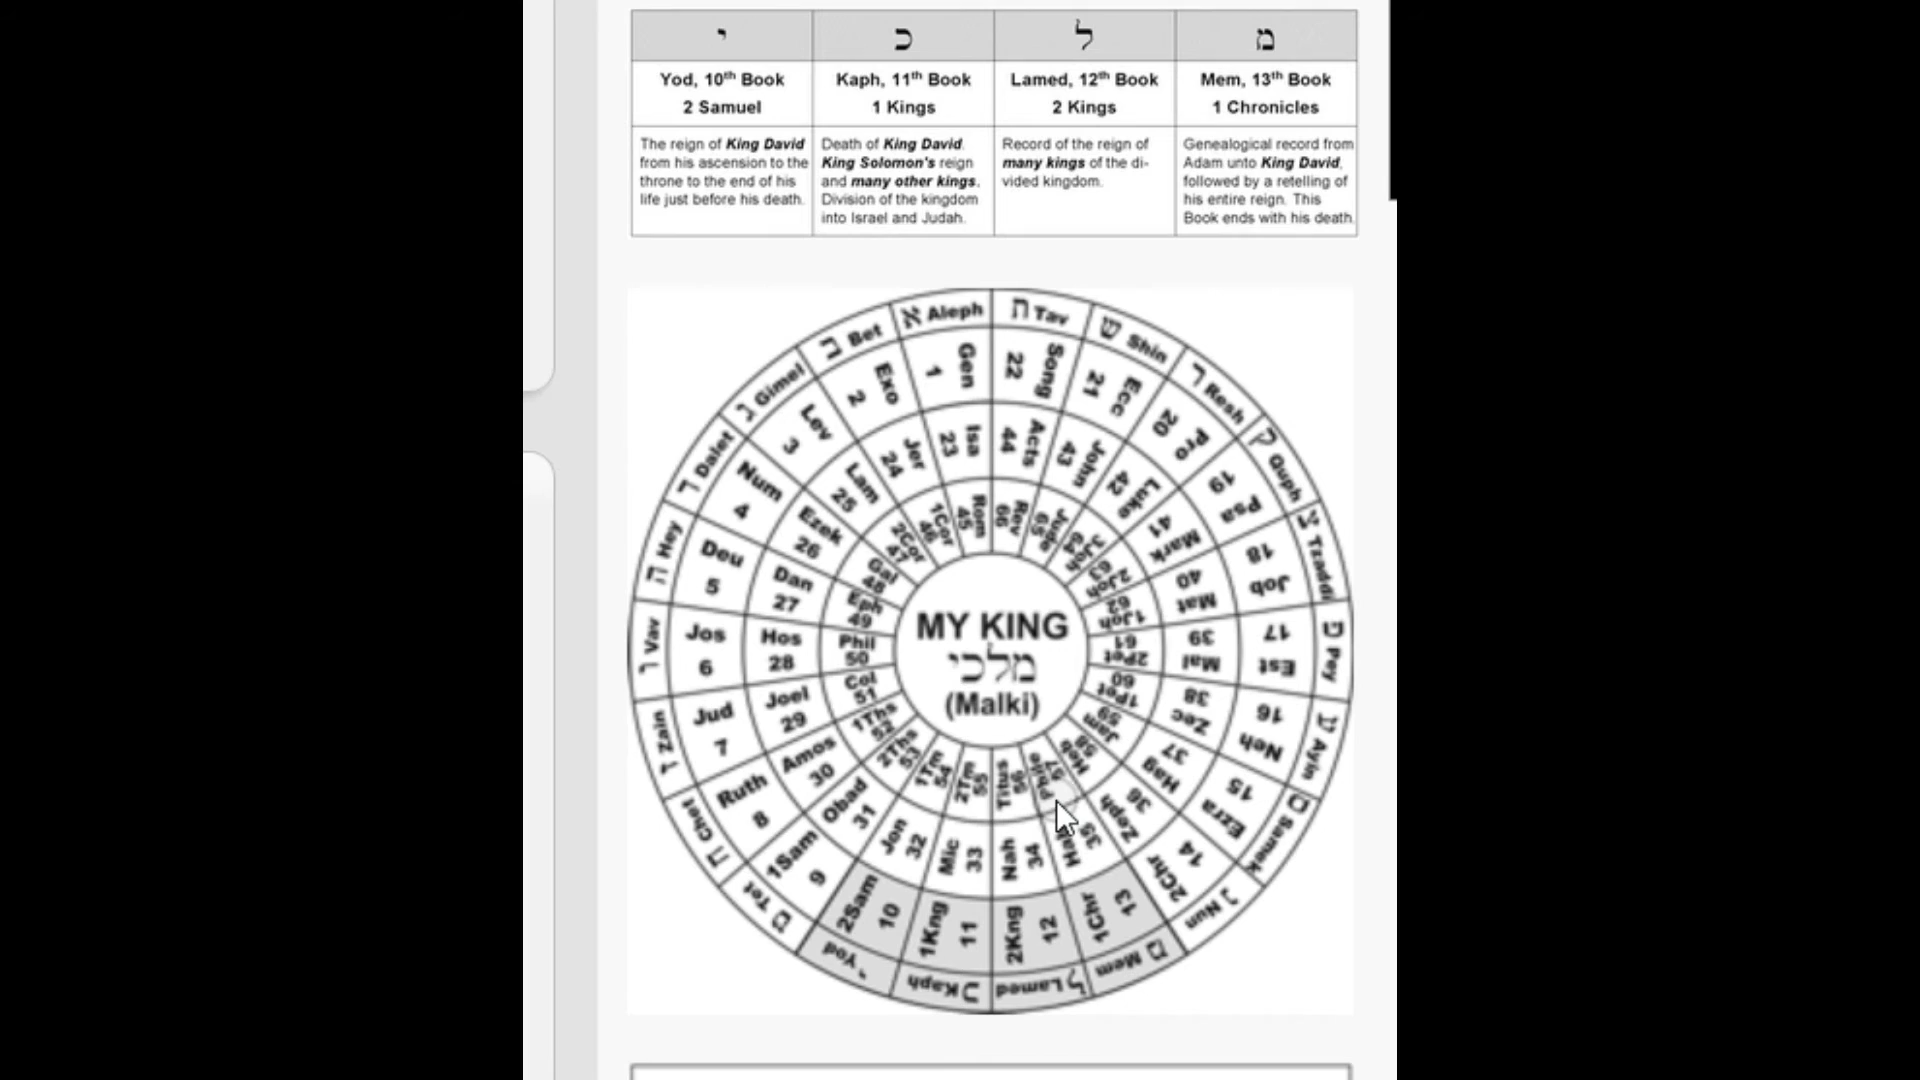 י
כ
ל
מ
Yod, 10th Book
2 Samuel
Kaph, 11th Book
1 Kings
Lamed, 12th Book
2 Kings
Mem, 13th Book
1 Chronicles
The reign of King David
from his ascension to the
throne to the end of his
life just before his death.
Death of King David.
King Solomon's reign
and many other kings.
Division of the kingdom
into Israel and Judah.
Record of the reign of
many kings of the di-
vided kingdom.
Genealogical record from
Adam unto King David,
followed by a retelling of
his entire reign. This
Book ends with his death.
א Aleph
ב Bet
ג Gimel
ד Dalet
ה Hey
ו Vav
ז Zain
ח Chet
ט Tet
י Yod
כ Kaph
ל Lamed
מ Mem
נ Nun
ס Samek
ע Ayin
פ Pey
צ Tzaddi
ק Quph
ר Resh
ש Shin
ת Tav
Gen 1
Exo 2
Lev 3
Num 4
Deu 5
Jos 6
Jud 7
Ruth 8
1Sam 9
2Sam 10
1Kng 11
2Kng 12
1Chr 13
2Chr 14
Ezra 15
Neh 16
Est 17
Job 18
Psa 19
Pro 20
Ecc 21
Song 22
Isa 23
Jer 24
Lam 25
Ezek 26
Dan 27
Hos 28
Joel 29
Amos 30
Obad 31
Jon 32
Mic 33
Nah 34
35
Zeph 36
Hag 37
Zec 38
Mal 39
Mat 40
Mark 41
Luke 42
John 43
Acts 44
Rom 45
1Cor 46
2Cor 47
Gal 48
Eph 49
Phil 50
Col 51
1Ths 52
2Ths 53
1Tm 54
2Tm 55
Titus 56
Phile 57
Heb 58
Jam 59
1Pet 60
2Pet 61
1Joh 62
2Joh 63
3Joh 64
Jude 65
Rev 66
MY KING
מלכי
(Malki)